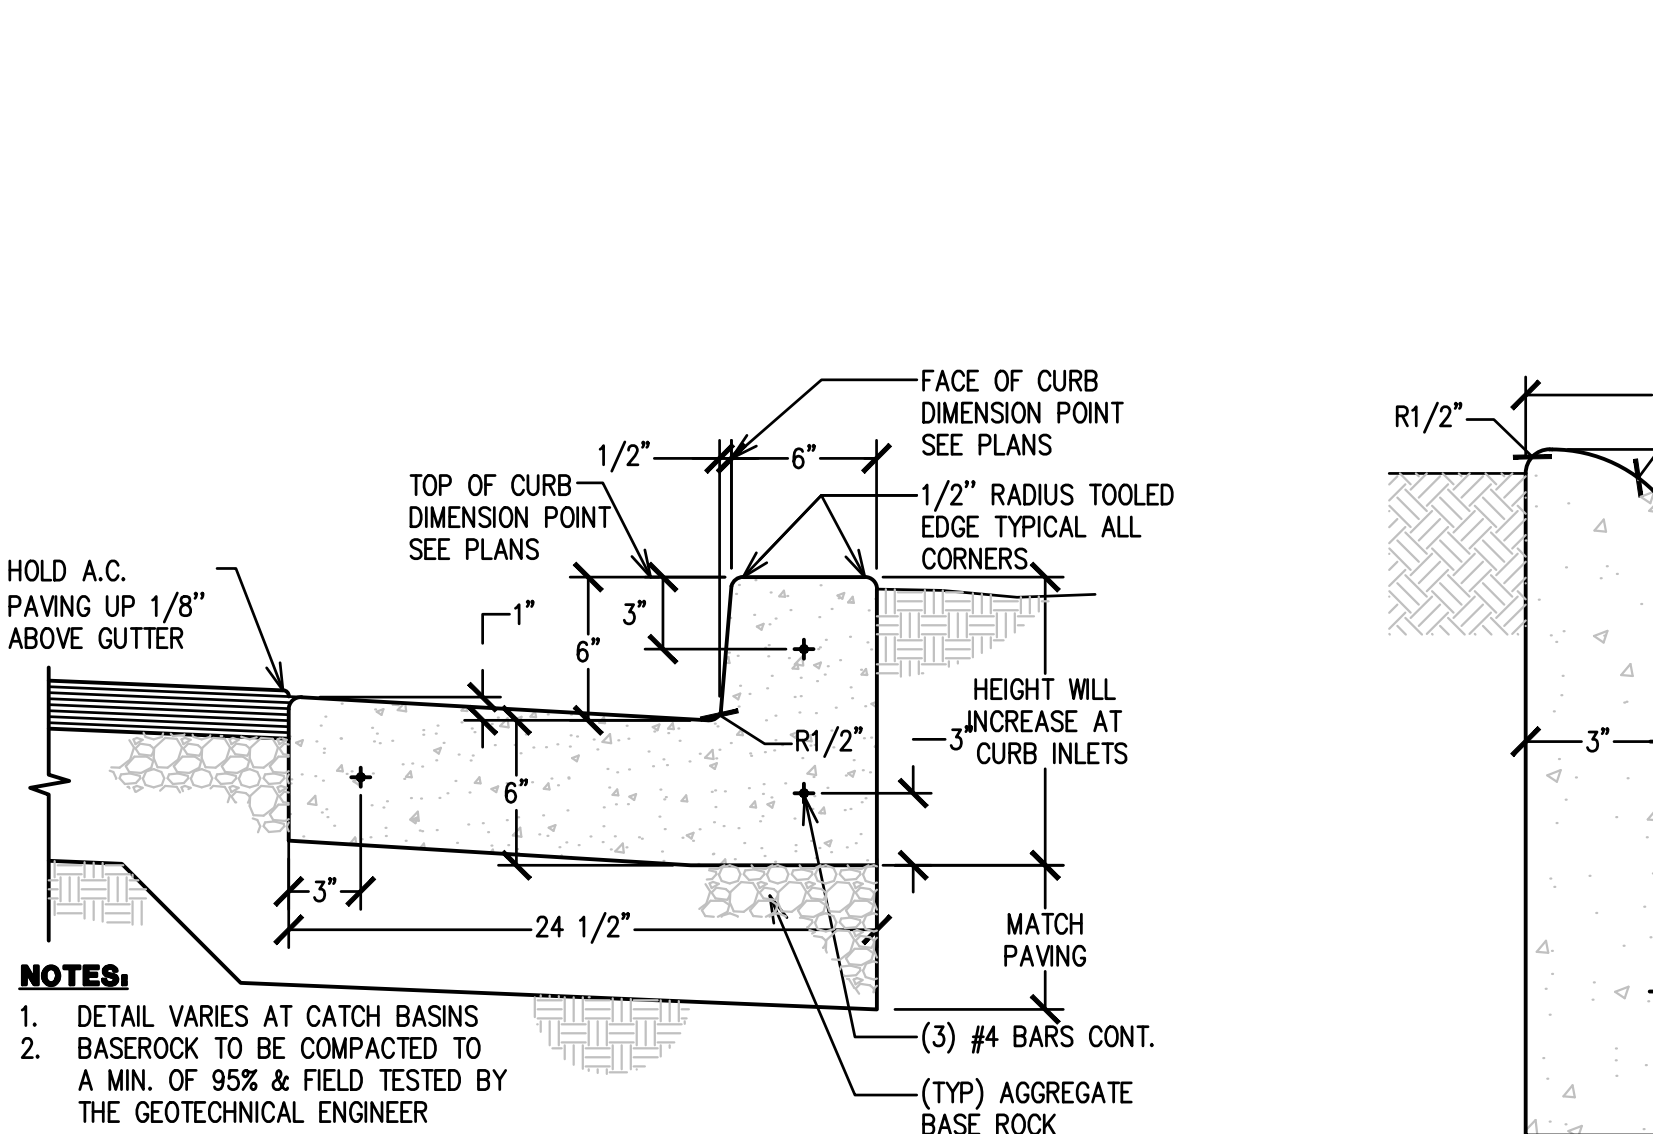 FACE OF CURB
DIMENSION POINT
SEE PLANS
1/2"
6"
TOP OF CURB
DIMENSION POINT
SEE PLANS
1/2" RADIUS TOOLED
EDGE TYPICAL ALL
CORNERS
HOLD A.C.
PAVING UP 1/8"
ABOVE GUTTER
1"
3"
6"
R1/2"
3"
HEIGHT WILL
INCREASE AT
CURB INLETS
6"
3"
24 1/2"
MATCH
PAVING
NOTES:
1. DETAIL VARIES AT CATCH BASINS
2. BASEROCK TO BE COMPACTED TO
A MIN. OF 95% & FIELD TESTED BY
THE GEOTECHNICAL ENGINEER
(3) #4 BARS CONT.
(TYP) AGGREGATE
BASE ROCK
R1/2"
3"